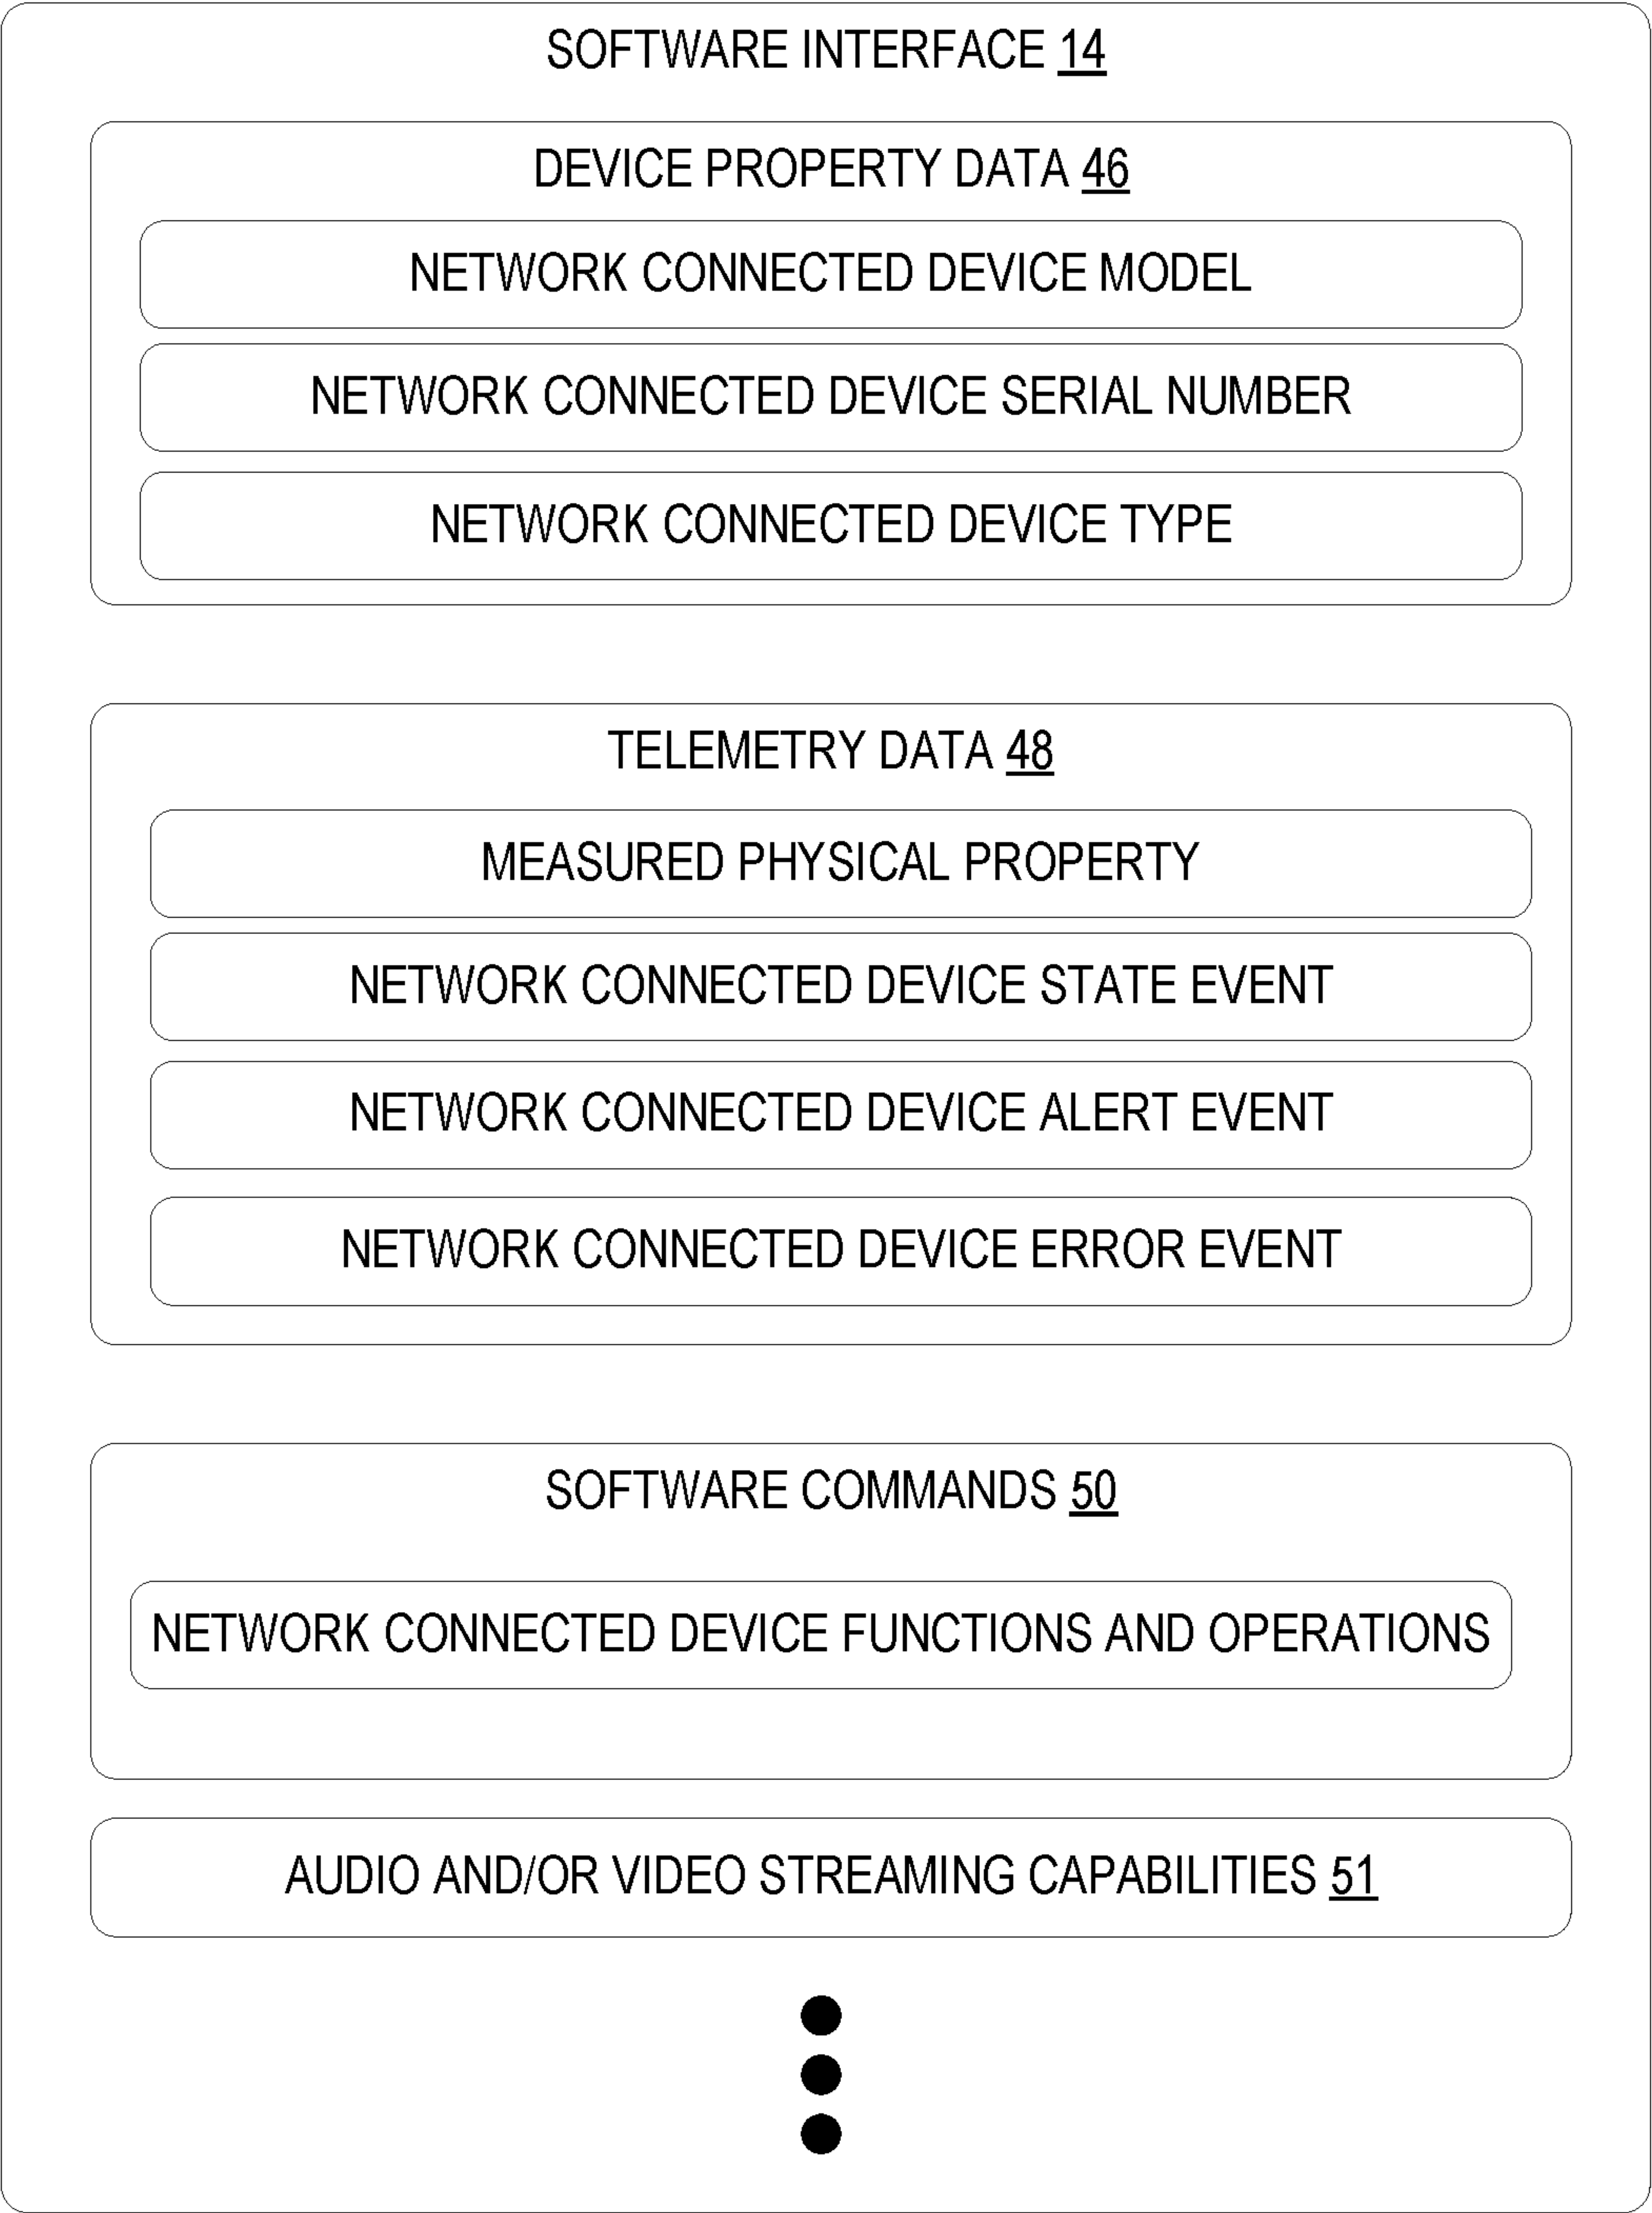 SOFTWARE INTERFACE 14
DEVICE PROPERTY DATA 46
NETWORK CONNECTED DEVICE MODEL
NETWORK CONNECTED DEVICE SERIAL NUMBER
NETWORK CONNECTED DEVICE TYPE
TELEMETRY DATA 48
MEASURED PHYSICAL PROPERTY
NETWORK CONNECTED DEVICE STATE EVENT
NETWORK CONNECTED DEVICE ALERT EVENT
NETWORK CONNECTED DEVICE ERROR EVENT
SOFTWARE COMMANDS 50
NETWORK CONNECTED DEVICE FUNCTIONS AND OPERATIONS
AUDIO AND/OR VIDEO STREAMING CAPABILITIES 51